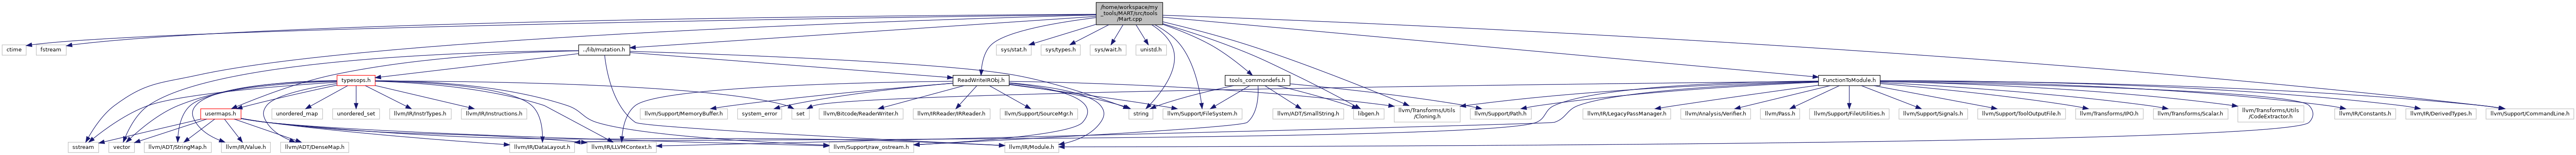 /home/workspace/my
_tools/MART/src/tools
/Mart.cpp
ctime
fstream
../lib/mutation.h
sys/stat.h
sys/types.h
sys/wait.h
unistd.h
typesops.h
ReadWriteIRObj.h
tools_commondefs.h
FunctionToModule.h
usermaps.h
unordered_map
unordered_set
llvm/IR/InstrTypes.h
llvm/IR/Instructions.h
set
llvm/Support/MemoryBuffer.h
system_error
llvm/Bitcode/ReaderWriter.h
llvm/IRReader/IRReader.h
llvm/Support/SourceMgr.h
string
llvm/Support/FileSystem.h
llvm/ADT/SmallString.h
libgen.h
llvm/Transforms/Utils
/Cloning.h
llvm/Support/Path.h
llvm/IR/LegacyPassManager.h
llvm/Analysis/Verifier.h
llvm/Pass.h
llvm/Support/FileUtilities.h
llvm/Support/Signals.h
llvm/Support/ToolOutputFile.h
llvm/Transforms/IPO.h
llvm/Transforms/Scalar.h
llvm/Transforms/Utils
/CodeExtractor.h
llvm/IR/Constants.h
llvm/IR/DerivedTypes.h
llvm/Support/CommandLine.h
sstream
vector
llvm/ADT/StringMap.h
llvm/IR/Value.h
llvm/ADT/DenseMap.h
llvm/IR/DataLayout.h
llvm/IR/LLVMContext.h
llvm/Support/raw_ostream.h
llvm/IR/Module.h